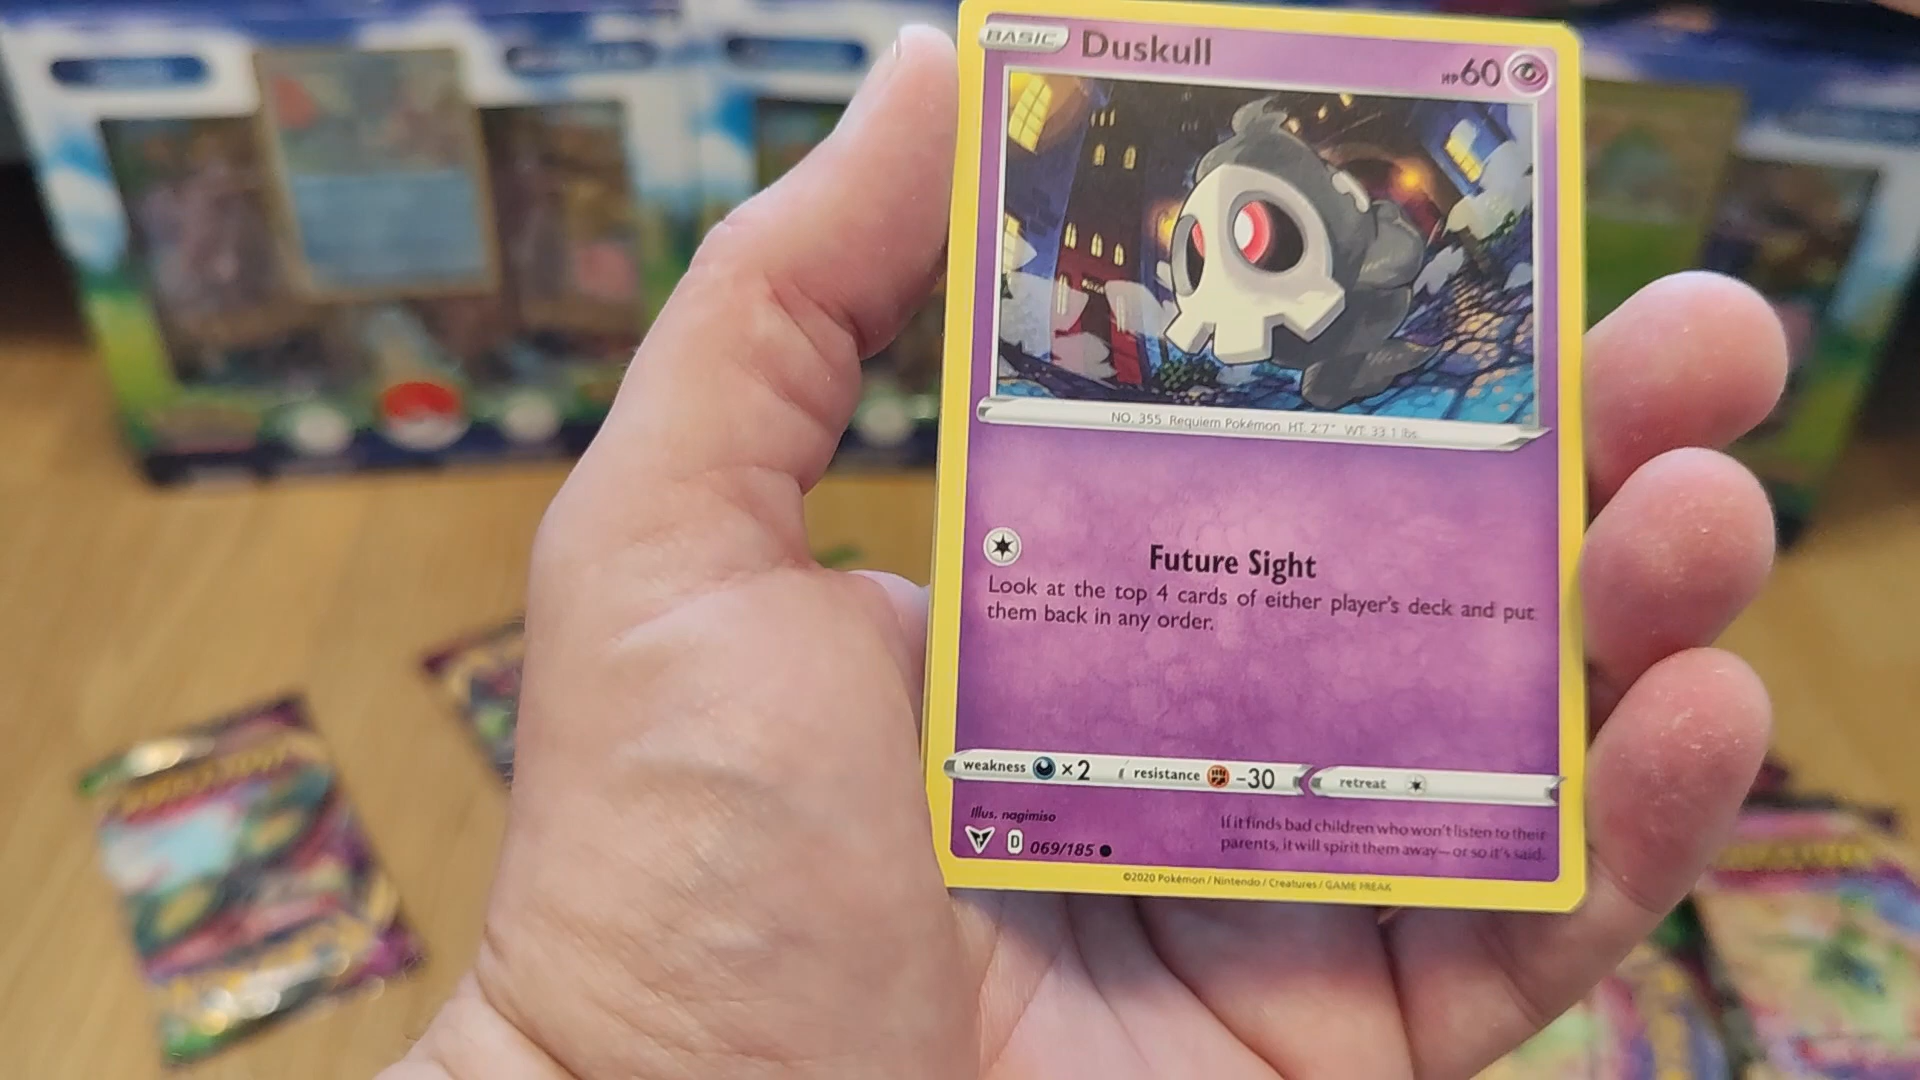 BASIC Duskull HP 60
NO. 355 Requiem Pokémon HT. 2'7" WT. 33.1 lbs.
Future Sight
Look at the top 4 cards of either player's deck and put
them back in any order.
weakness ×2 resistance -30 retreat
Illus. nagimiso
D 069/185
If it finds bad children who won't listen to their
parents, it will spirit them away—or so it's said.
©2020 Pokémon / Nintendo / Creatures / GAME FREAK